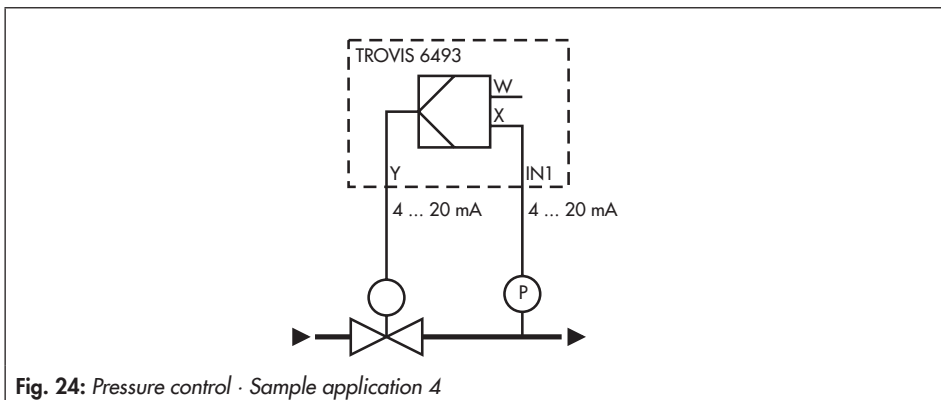 TROVIS 6493
W
X
Y
IN1
4 ... 20 mA
4 ... 20 mA
P
Fig. 24: Pressure control · Sample application 4